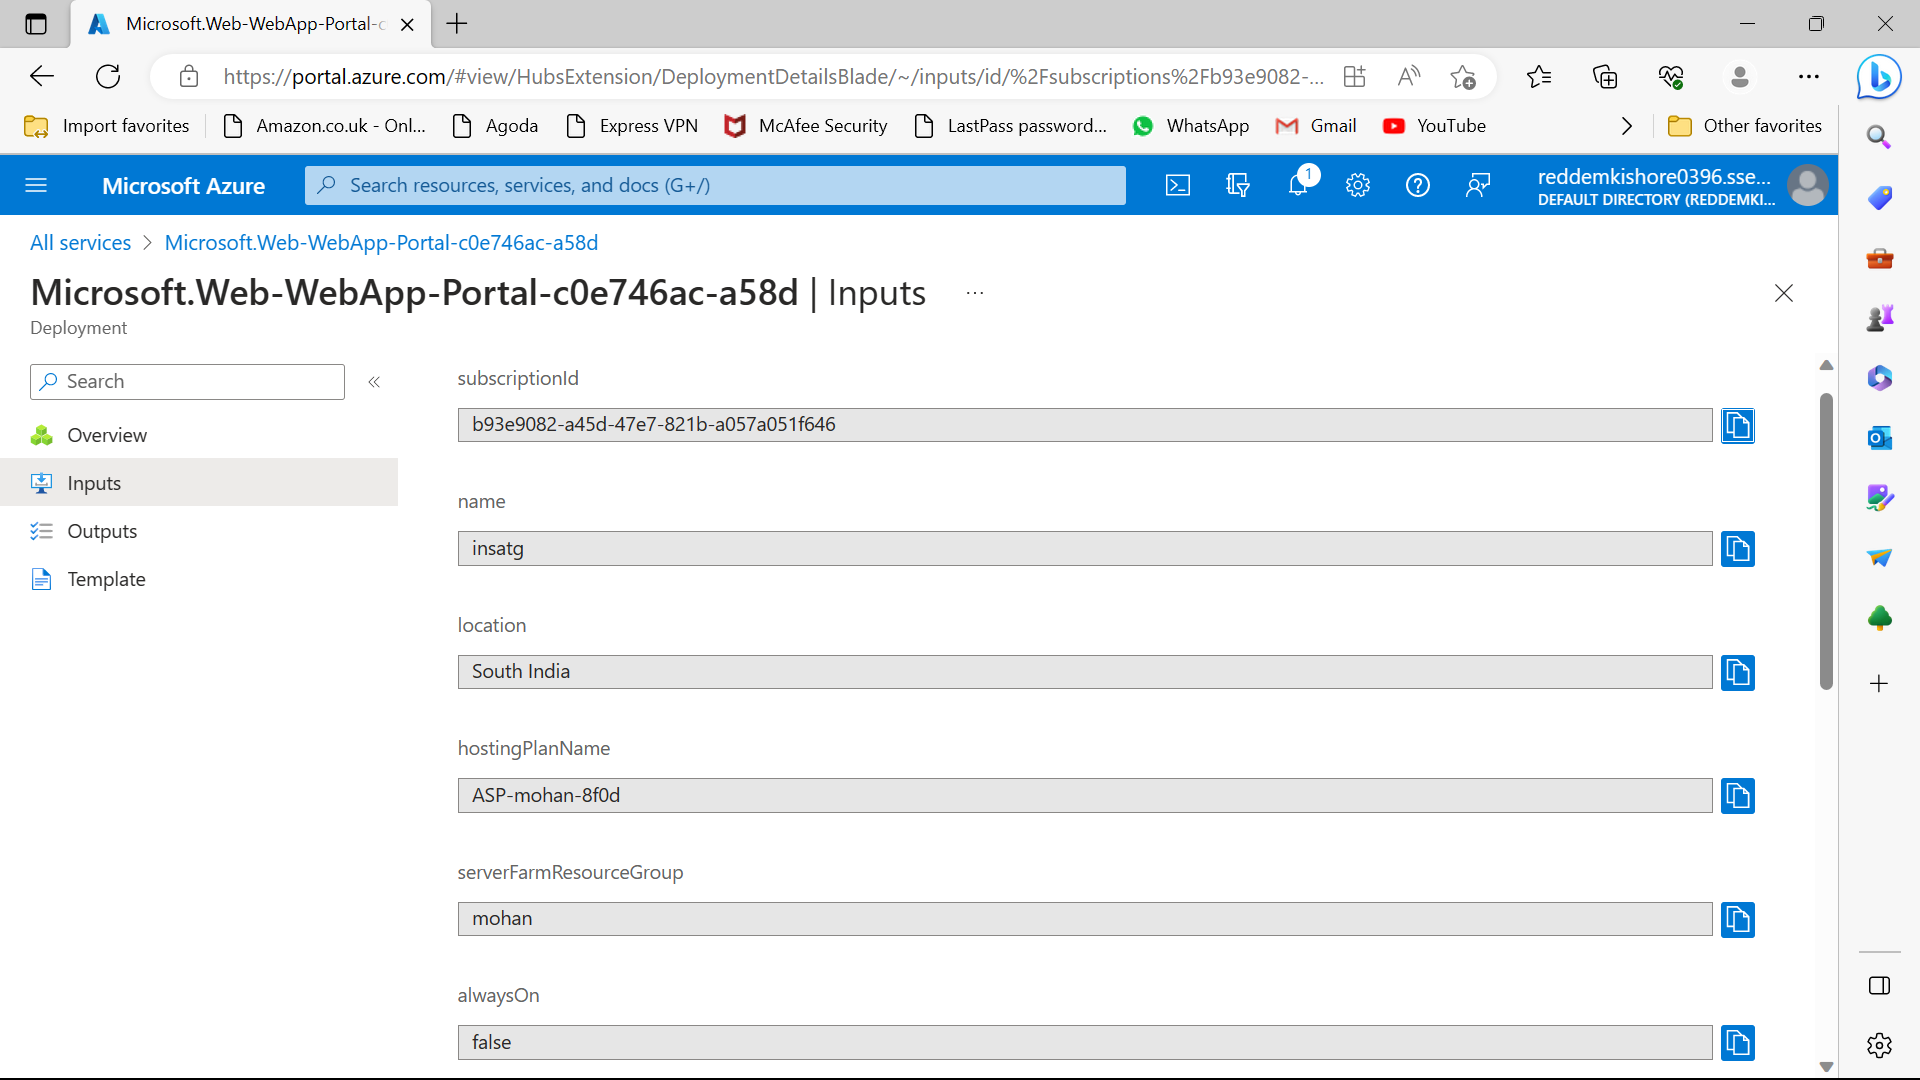 Microsoft.Web-WebApp-Portal-c
https://portal.azure.com/#view/HubsExtension/DeploymentDetailsBlade/~/inputs/id/%2Fsubscriptions%2Fb93e9082-...
Import favorites
Amazon.co.uk - Onl...
Agoda
Express VPN
McAfee Security
LastPass password...
WhatsApp
Gmail
YouTube
Other favorites
Microsoft Azure
Search resources, services, and docs (G+/)
1
reddemkishore0396.sse...
DEFAULT DIRECTORY (REDDEMKI...
All services > Microsoft.Web-WebApp-Portal-c0e746ac-a58d
Microsoft.Web-WebApp-Portal-c0e746ac-a58d | Inputs ...
Deployment
Search
Overview
Inputs
Outputs
Template
subscriptionId
b93e9082-a45d-47e7-821b-a057a051f646
name
insatg
location
South India
hostingPlanName
ASP-mohan-8f0d
serverFarmResourceGroup
mohan
alwaysOn
false